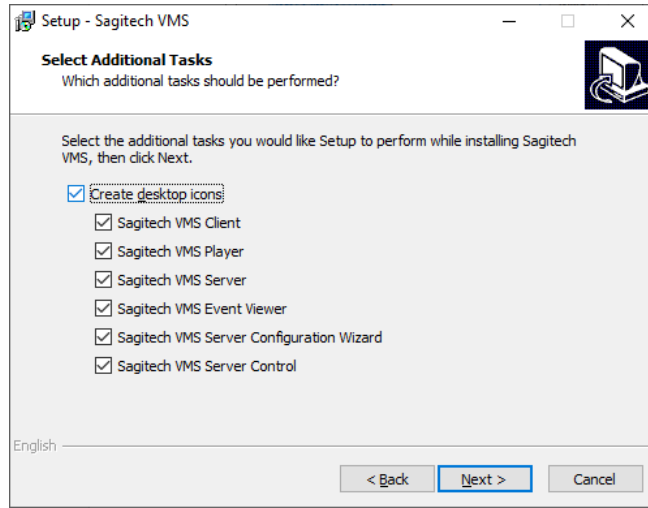 Setup - Sagitech VMS
Select Additional Tasks
Which additional tasks should be performed?
Select the additional tasks you would like Setup to perform while installing Sagitech
VMS, then click Next.
Create desktop icons
Sagitech VMS Client
Sagitech VMS Player
Sagitech VMS Server
Sagitech VMS Event Viewer
Sagitech VMS Server Configuration Wizard
Sagitech VMS Server Control
English
< Back Next > Cancel